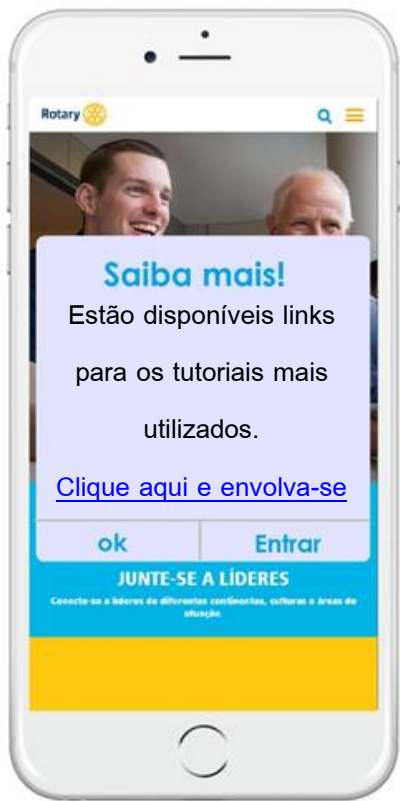 Rotary
Saiba mais!
Estão disponíveis links
para os tutoriais mais
utilizados.
Clique aqui e envolva-se
ok Entrar
JUNTE-SE A LÍDERES
Conecte-se a líderes de diferentes continentes, culturas e áreas de
atuação.